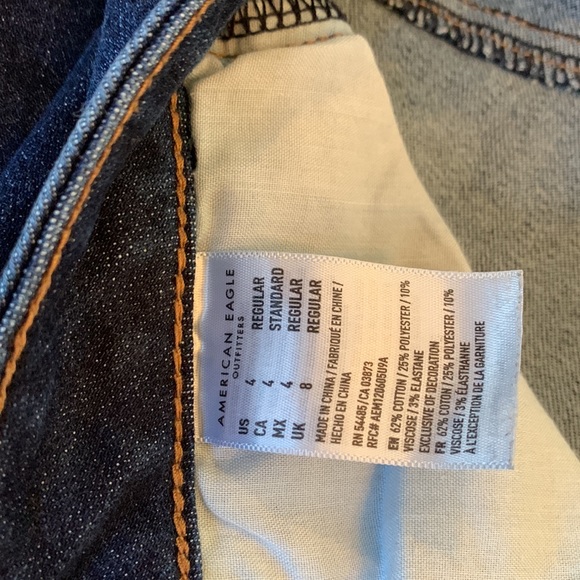 AMERICAN EAGLE
OUTFITTERS
US 4 REGULAR
CA 4 STANDARD
MX 4 REGULAR
UK 8 REGULAR
MADE IN CHINA / FABRIQUÉ EN CHINE /
HECHO EN CHINA
RN 54485/CA 03873
RFC# AEM120605U9A
EN 62% COTTON / 25% POLYESTER / 10%
VISCOSE / 3% ELASTANE
EXCLUSIVE OF DECORATION
FR 62% COTON / 25% POLYESTER / 10%
VISCOSE / 3% ÉLASTHANNE
À L'EXCEPTION DE LA GARNITURE